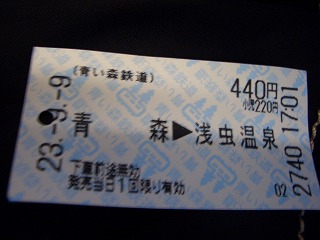 (青い森鉄道)
440円
小児220円
青森▶浅虫温泉
下車前途無効
発売当日1回限り有効
23.-9.-9
2740 17:01
02